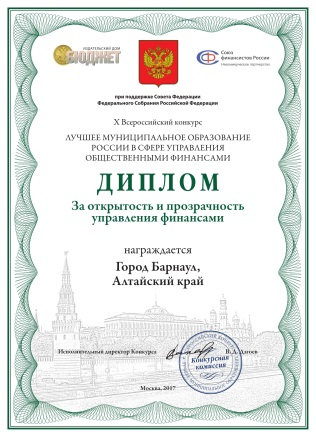 ИЗДАТЕЛЬСКИЙ ДОМ
БЮДЖЕТ
Союз
финансистов России
Некоммерческое партнерство
при поддержке Совета Федерации
Федерального Собрания Российской Федерации
X Всероссийский конкурс
ЛУЧШЕЕ МУНИЦИПАЛЬНОЕ ОБРАЗОВАНИЕ
РОССИИ В СФЕРЕ УПРАВЛЕНИЯ
ОБЩЕСТВЕННЫМИ ФИНАНСАМИ
ДИПЛОМ
За открытость и прозрачность
управления финансами
награждается
Город Барнаул,
Алтайский край
Исполнительный директор Конкурса
Конкурсная
комиссия
Москва, 2017